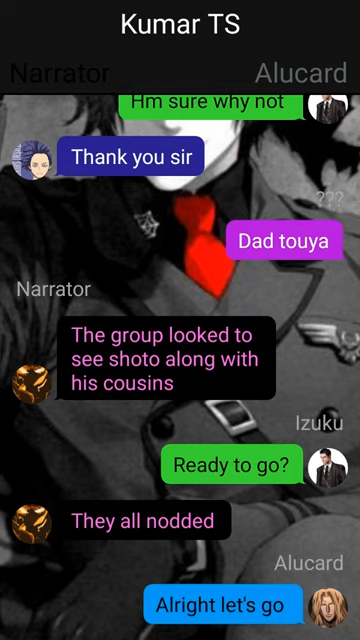 Kumar TS
Narrator
Alucard
Hm sure why not
Thank you sir
???
Dad touya
Narrator
The group looked to
see shoto along with
his cousins
Izuku
Ready to go?
They all nodded
Alucard
Alright let's go